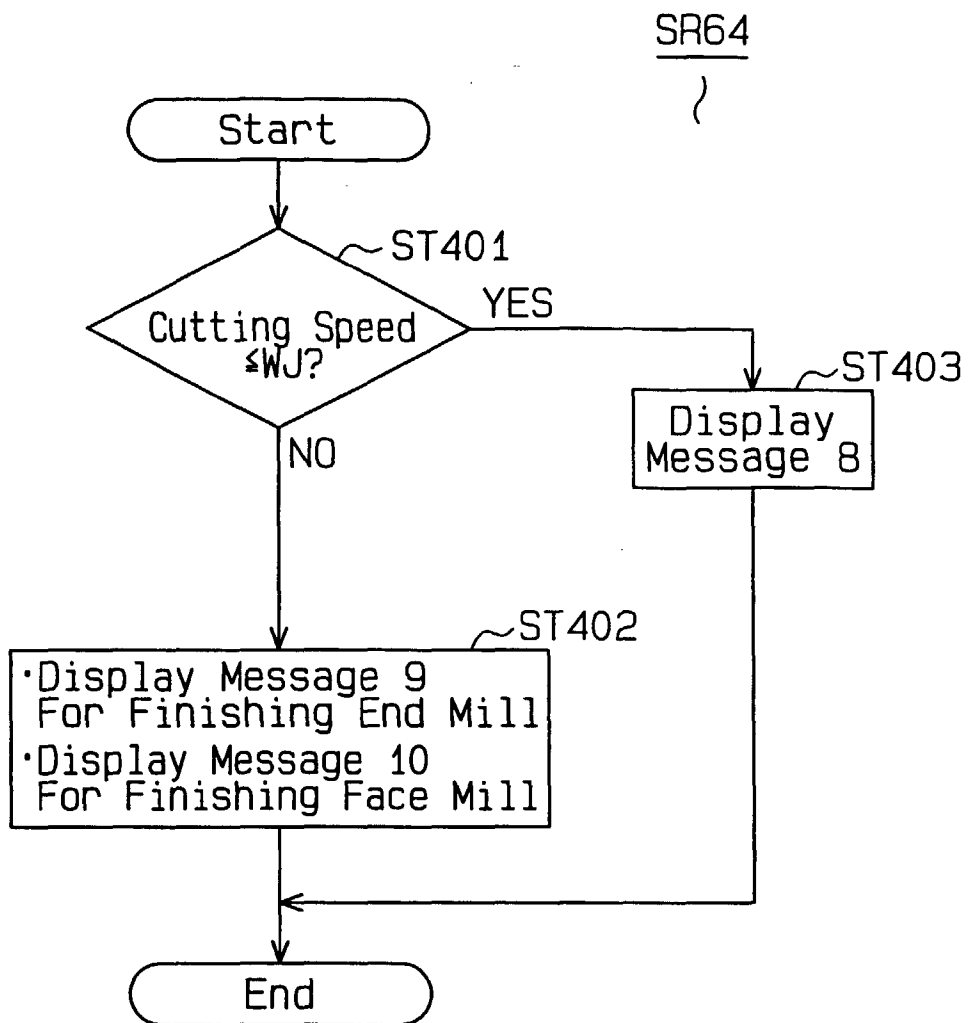 SR64
Start
ST401
Cutting Speed
≦WJ?
YES
NO
ST403
Display
Message 8
ST402
·Display Message 9
For Finishing End Mill
·Display Message 10
For Finishing Face Mill
End